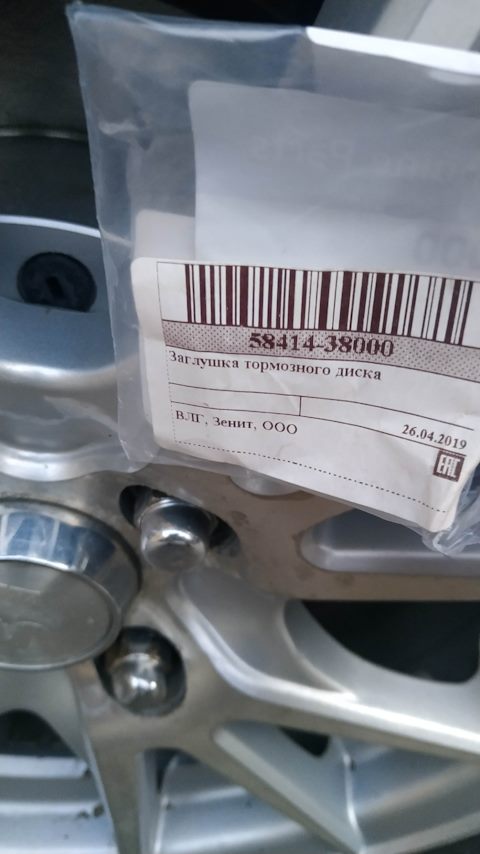 58414-38000
Заглушка тормозного диска
ВЛГ, Зенит, ООО
26.04.2019
EAC